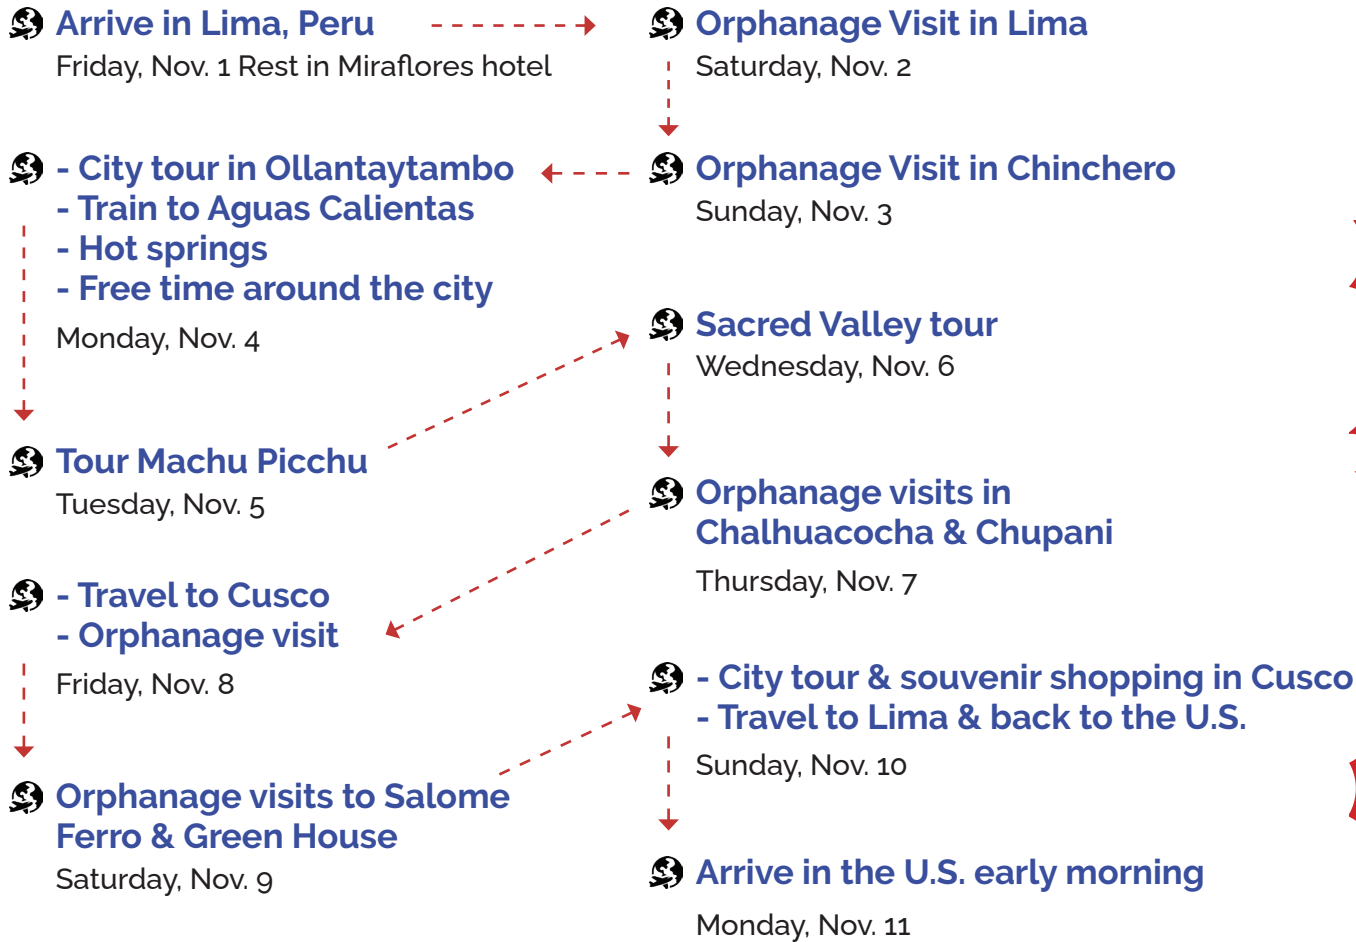 Arrive in Lima, Peru
Friday, Nov. 1 Rest in Miraflores hotel
Orphanage Visit in Lima
Saturday, Nov. 2
Orphanage Visit in Chinchero
Sunday, Nov. 3
- City tour in Ollantaytambo
- Train to Aguas Calientas
- Hot springs
- Free time around the city
Monday, Nov. 4
Tour Machu Picchu
Tuesday, Nov. 5
Sacred Valley tour
Wednesday, Nov. 6
Orphanage visits in
Chalhuacocha & Chupani
Thursday, Nov. 7
- Travel to Cusco
- Orphanage visit
Friday, Nov. 8
Orphanage visits to Salome
Ferro & Green House
Saturday, Nov. 9
- City tour & souvenir shopping in Cusco
- Travel to Lima & back to the U.S.
Sunday, Nov. 10
Arrive in the U.S. early morning
Monday, Nov. 11